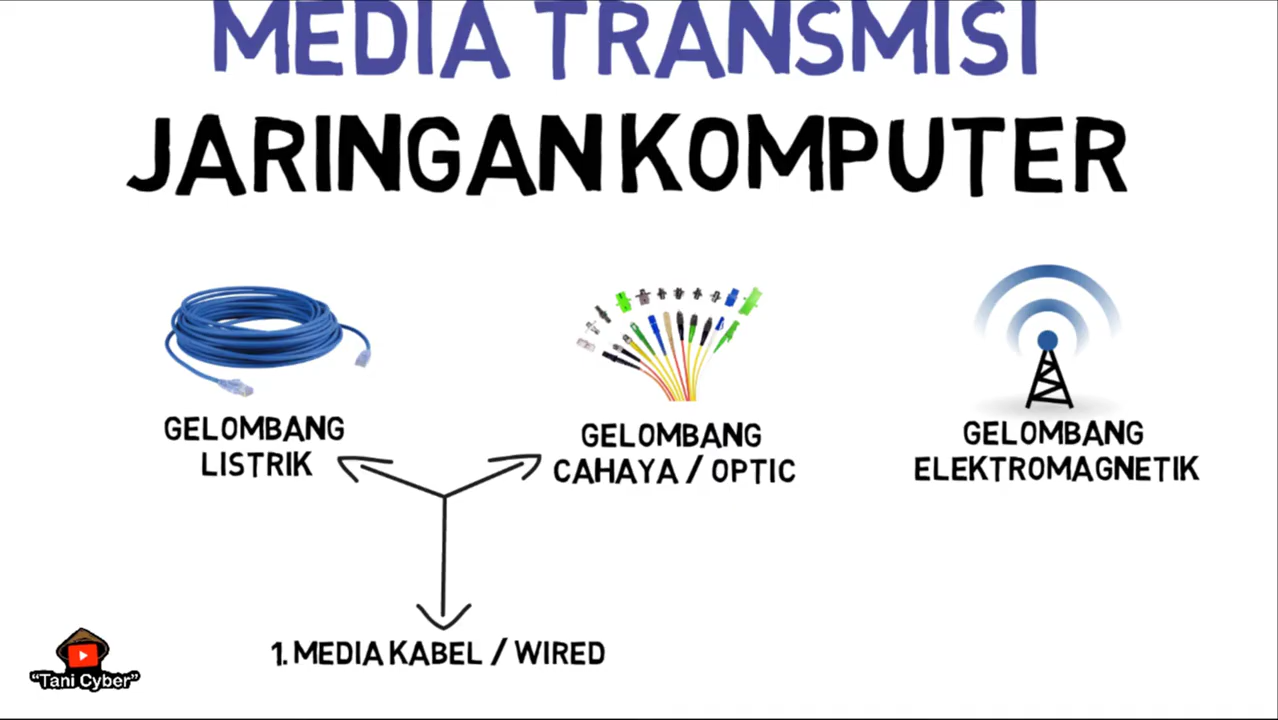 MEDIA TRANSMISI
JARINGAN KOMPUTER
GELOMBANG
LISTRIK
GELOMBANG
CAHAYA / OPTIC
GELOMBANG
ELEKTROMAGNETIK
1. MEDIA KABEL / WIRED
"Tani Cyber"